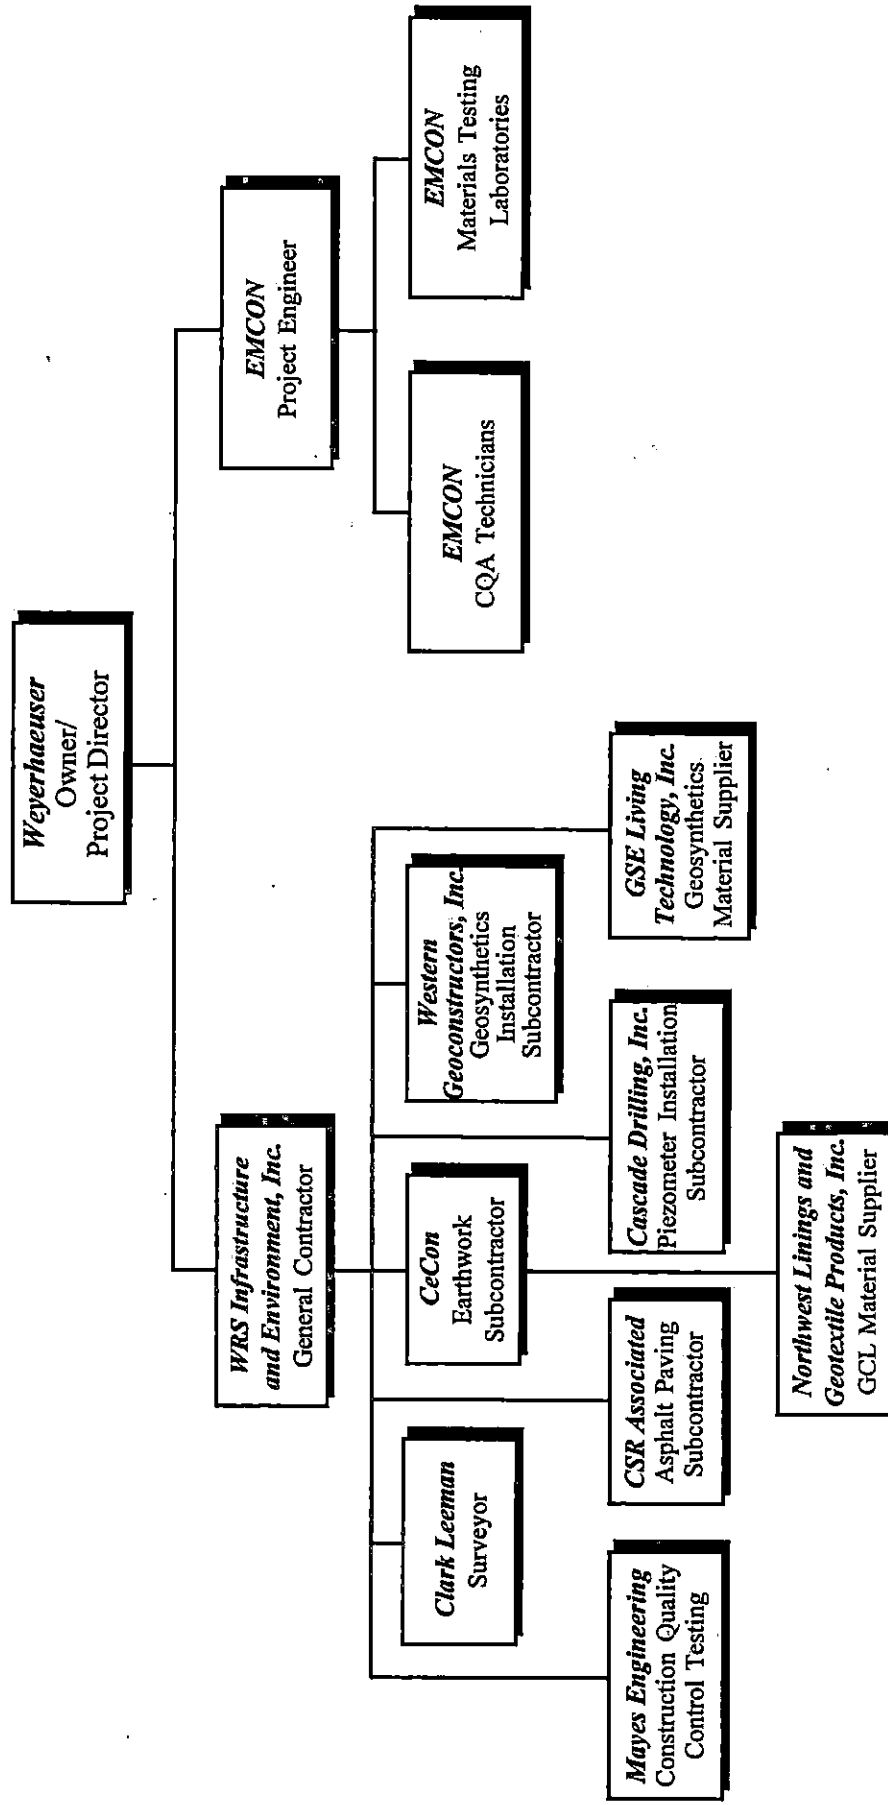 Weyerhaeuser
Owner/
Project Director
WRS Infrastructure
and Environment, Inc.
General Contractor
EMCON
Project Engineer
Clark Leeman
Surveyor
CeCon
Earthwork
Subcontractor
Western
Geoconstructors, Inc.
Geosynthetics
Installation
Subcontractor
EMCON
CQA Technicians
EMCON
Materials Testing
Laboratories
Mayes Engineering
Construction Quality
Control Testing
CSR Associated
Asphalt Paving
Subcontractor
Cascade Drilling, Inc.
Piezometer Installation
Subcontractor
GSE Living
Technology, Inc.
Geosynthetics
Material Supplier
Northwest Linings and
Geotextile Products, Inc.
GCL Material Supplier